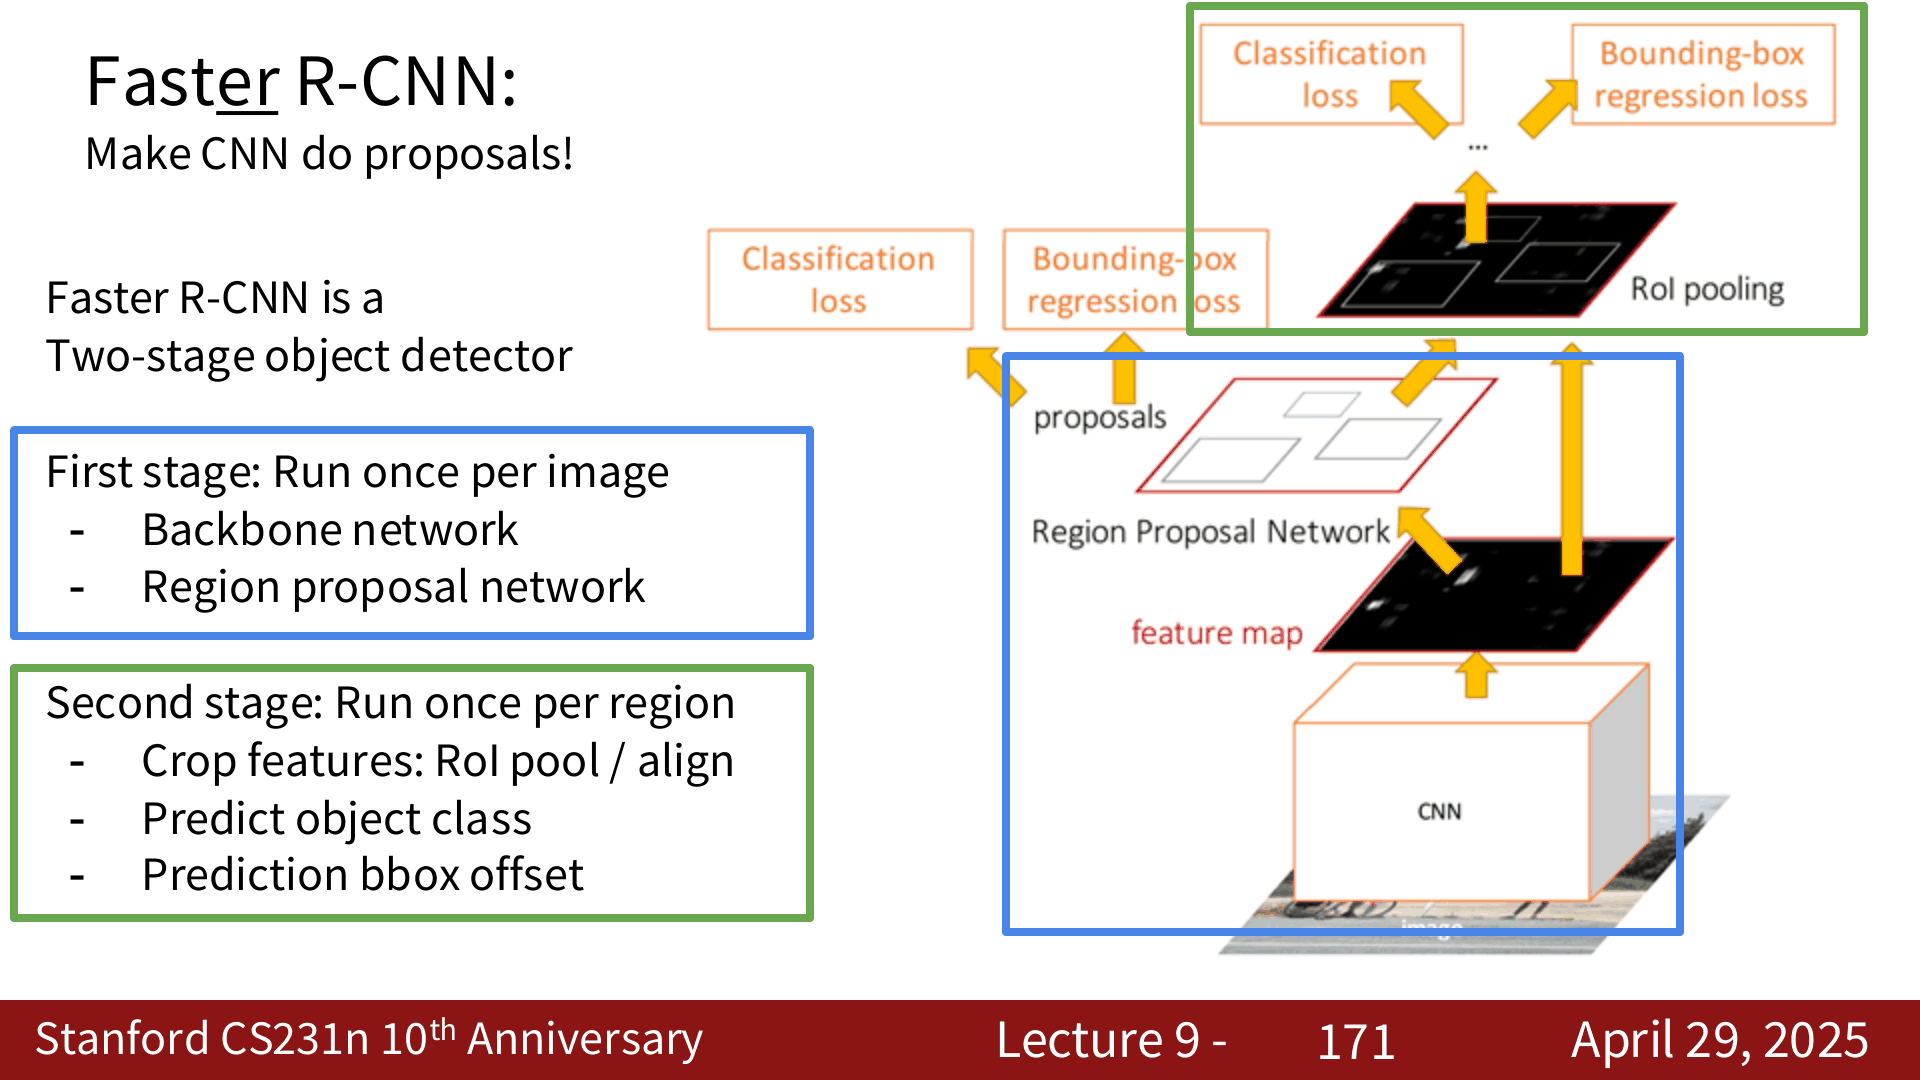 Faster R-CNN:
Make CNN do proposals!
Faster R-CNN is a
Two-stage object detector
First stage: Run once per image
- Backbone network
- Region proposal network
Second stage: Run once per region
- Crop features: RoI pool / align
- Predict object class
- Prediction bbox offset
Classification
loss
Bounding-box
regression loss
...
RoI pooling
Classification
loss
Bounding-box
regression loss
proposals
Region Proposal Network
feature map
CNN
image
Stanford CS231n 10th Anniversary
Lecture 9 - 171
April 29, 2025